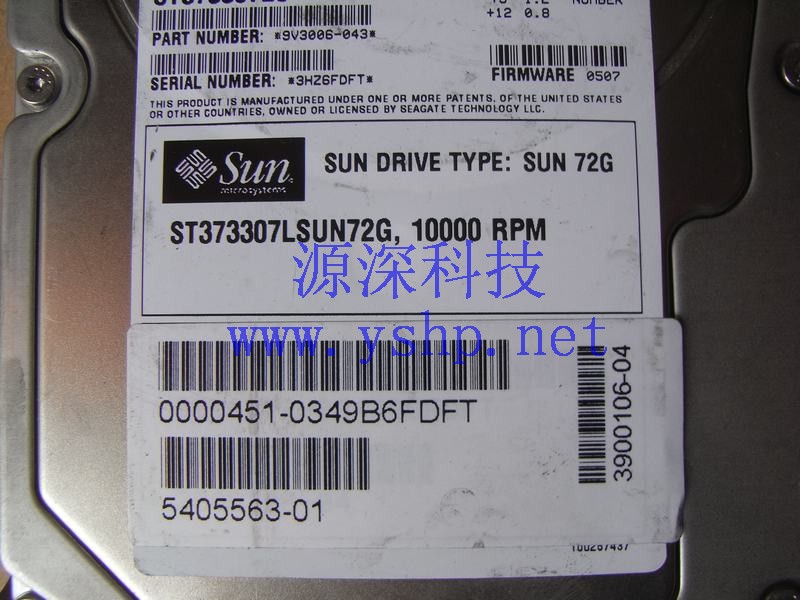 +12 0.8
PART NUMBER: *9V3006-043*
SERIAL NUMBER: *3HZ6FDFT*
FIRMWARE 0507
THIS PRODUCT IS MANUFACTURED UNDER ONE OR MORE PATENTS, OF THE UNITED STATES
OR OTHER COUNTRIES, OWNED OR LICENSED BY SEAGATE TECHNOLOGY LLC.
Sun
microsystems
SUN DRIVE TYPE: SUN 72G
ST373307LSUN72G, 10000 RPM
源深科技
www.yshp.net
0000451-0349B6FDFT
5405563-01
3900106-04
100267437